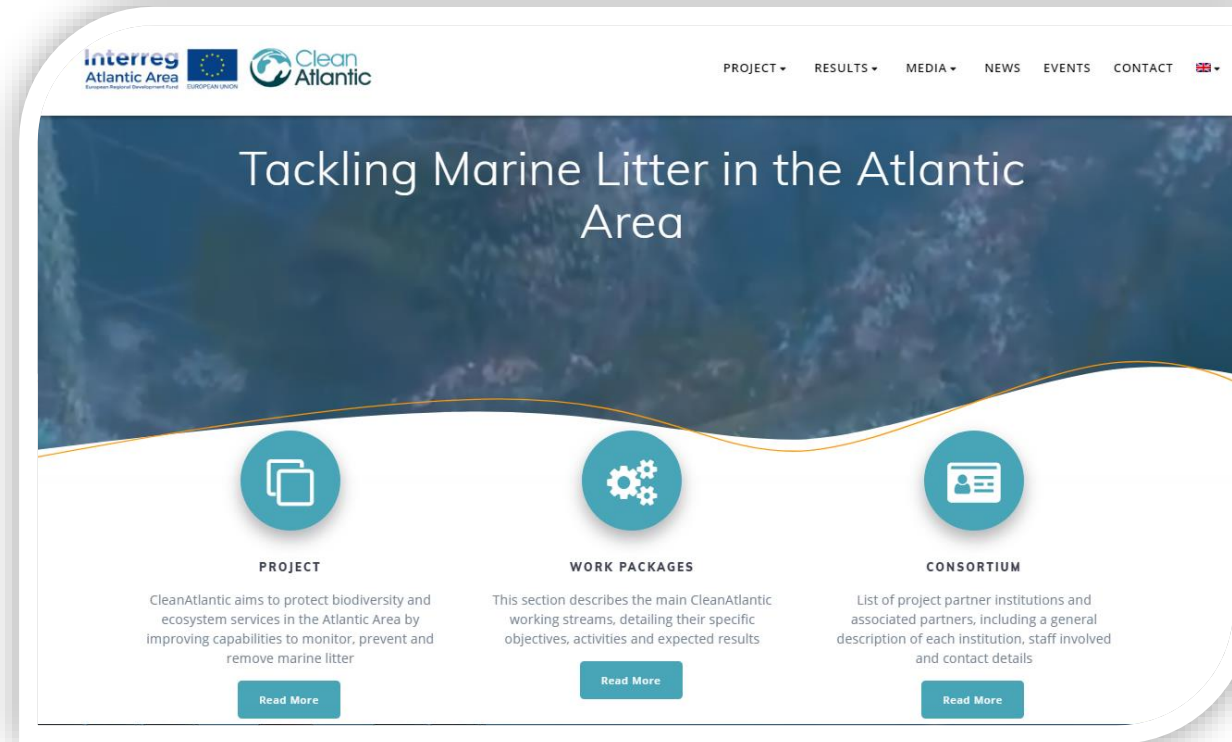 Interreg
Atlantic Area
European Regional Development Fund
EUROPEAN UNION
Clean
Atlantic
PROJECT
RESULTS
MEDIA
NEWS
EVENTS
CONTACT
Tackling Marine Litter in the Atlantic
Area
PROJECT
CleanAtlantic aims to protect biodiversity and
ecosystem services in the Atlantic Area by
improving capabilities to monitor, prevent and
remove marine litter
Read More
WORK PACKAGES
This section describes the main CleanAtlantic
working streams, detailing their specific
objectives, activities and expected results
Read More
CONSORTIUM
List of project partner institutions and
associated partners, including a general
description of each institution, staff involved
and contact details
Read More